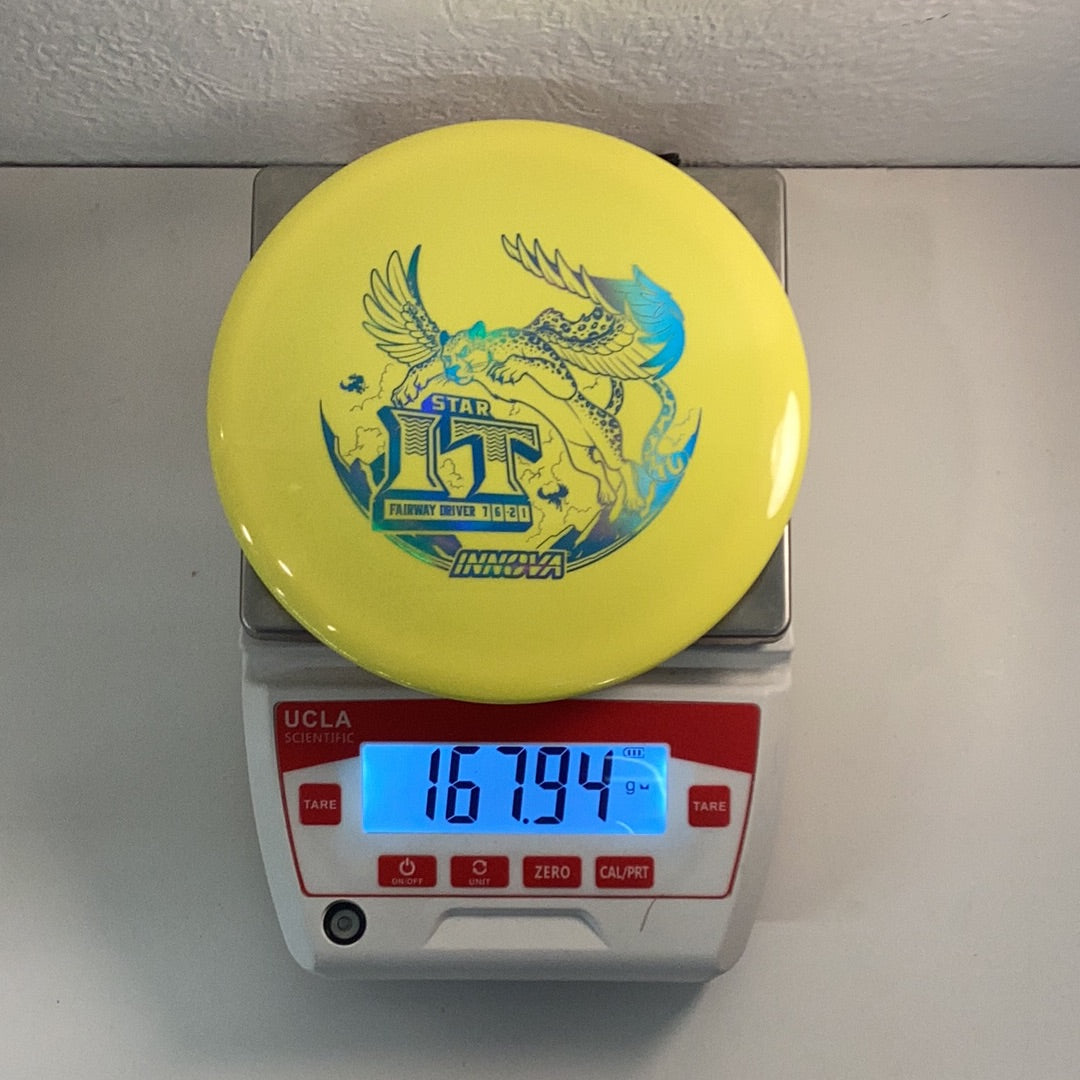 STAR
IT
FAIRWAY DRIVER 7 6 -2 1
INNOVA
UCLA
SCIENTIFIC
167.94 g
TARE
TARE
ON/OFF
UNIT
ZERO
CAL/PRT